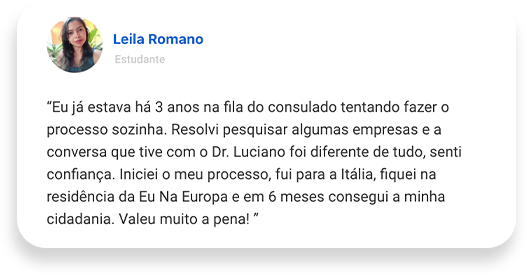 Leila Romano
Estudante
“Eu já estava há 3 anos na fila do consulado tentando fazer o
processo sozinha. Resolvi pesquisar algumas empresas e a
conversa que tive com o Dr. Luciano foi diferente de tudo, senti
confiança. Iniciei o meu processo, fui para a Itália, fiquei na
residência da Eu Na Europa e em 6 meses consegui a minha
cidadania. Valeu muito a pena! ”